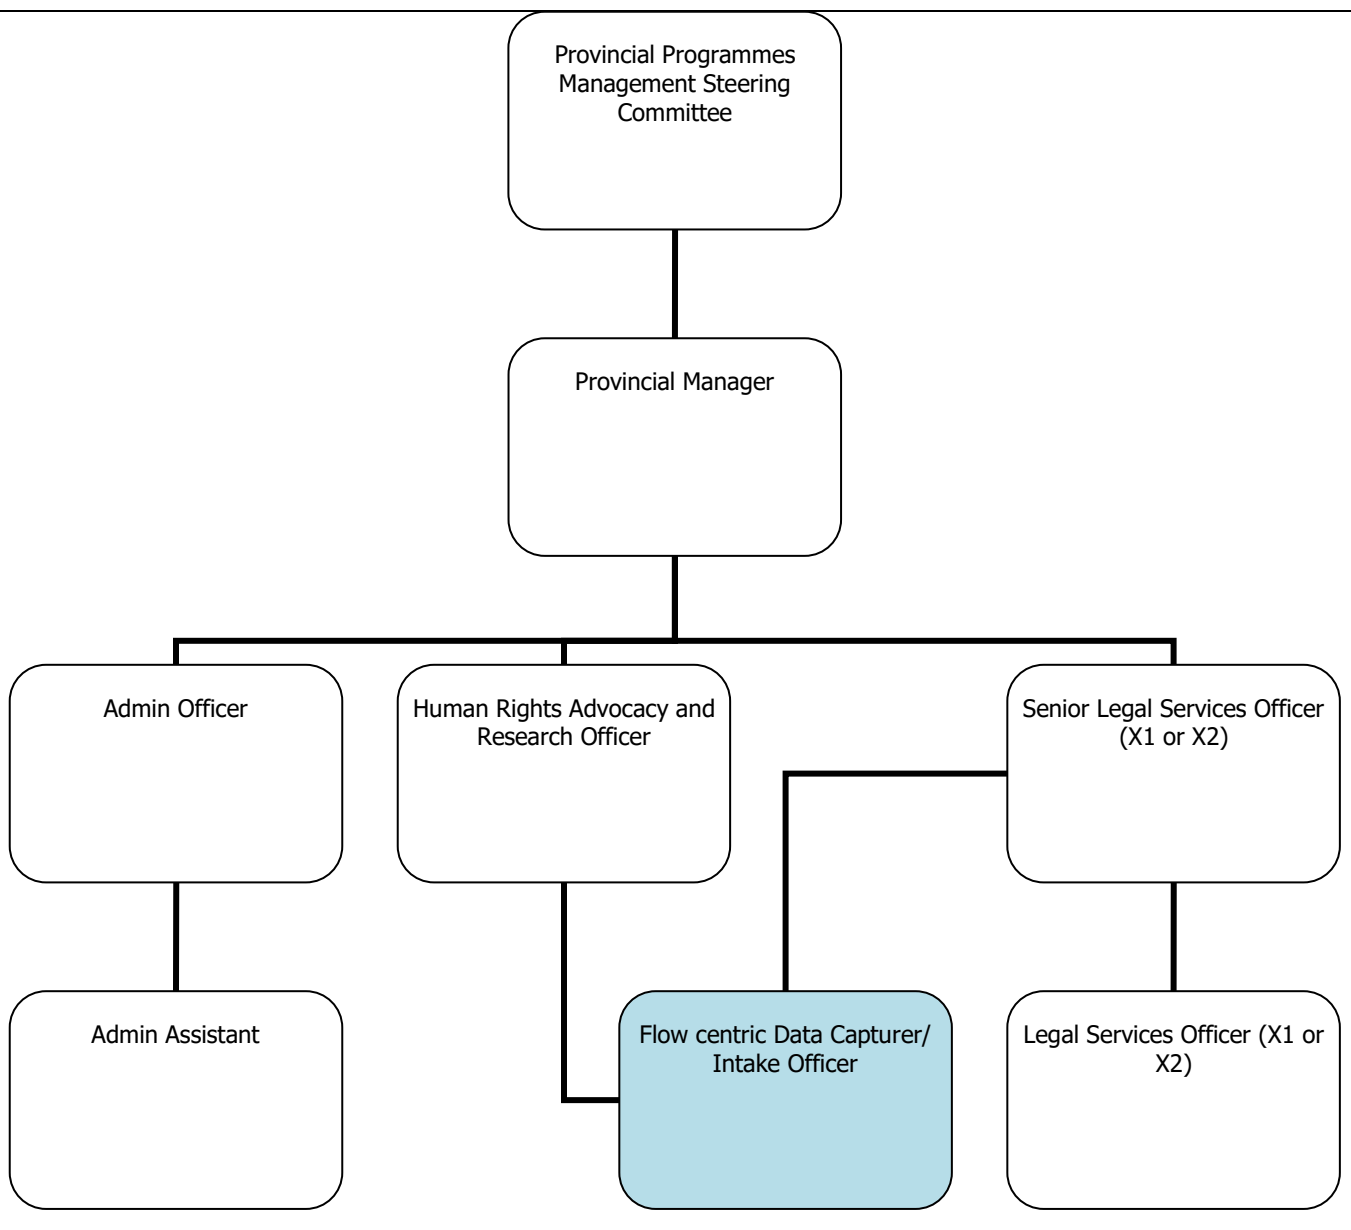 Provincial Programmes
Management Steering
Committee
Provincial Manager
Admin Officer
Human Rights Advocacy and
Research Officer
Senior Legal Services Officer
(X1 or X2)
Admin Assistant
Flow centric Data Capturer/
Intake Officer
Legal Services Officer (X1 or
X2)